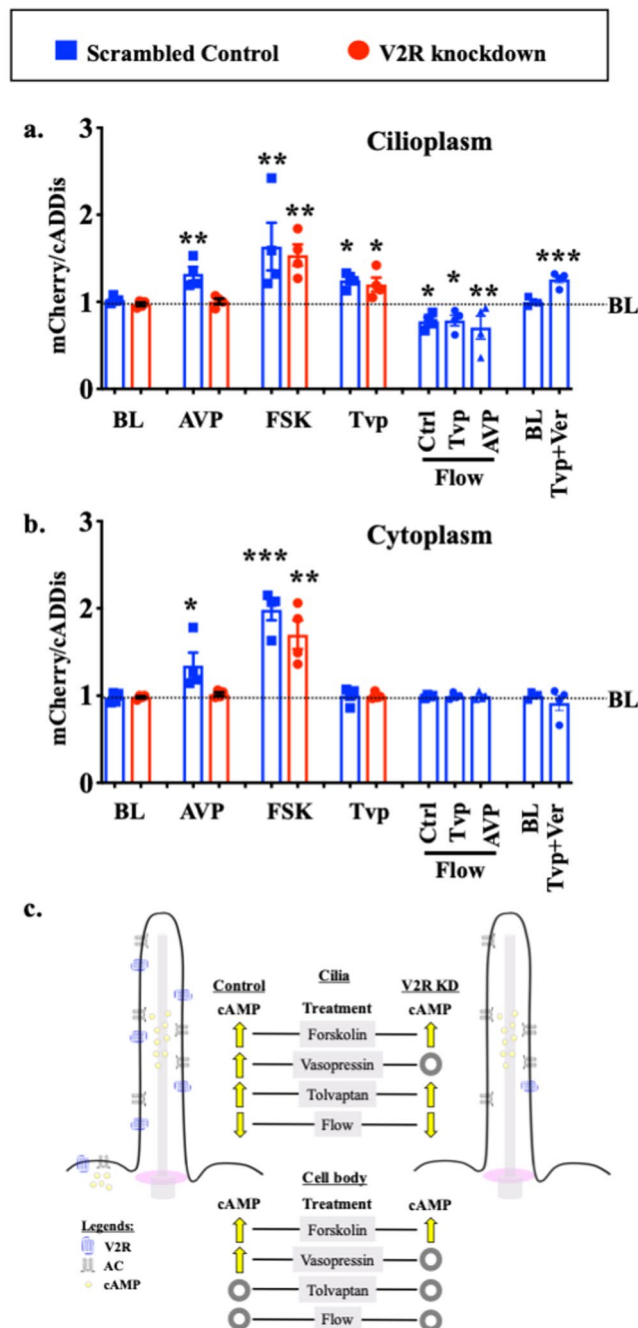 Scrambled Control V2R knockdown
a.
Cilioplasm
mCherry/cADDis
3
2
1
0
** ** ** * * * * ** ***
BL
BL AVP FSK Tvp Ctrl Tvp AVP BL Tvp+Ver
Flow
b.
Cytoplasm
mCherry/cADDis
3
2
1
0
* *** **
BL
BL AVP FSK Tvp Ctrl Tvp AVP BL Tvp+Ver
Flow
c.
Control Cilia V2R KD
cAMP Treatment cAMP
Forskolin
Vasopressin
Tolvaptan
Flow
Cell body
cAMP Treatment cAMP
Forskolin
Vasopressin
Tolvaptan
Flow
Legends:
V2R
AC
cAMP